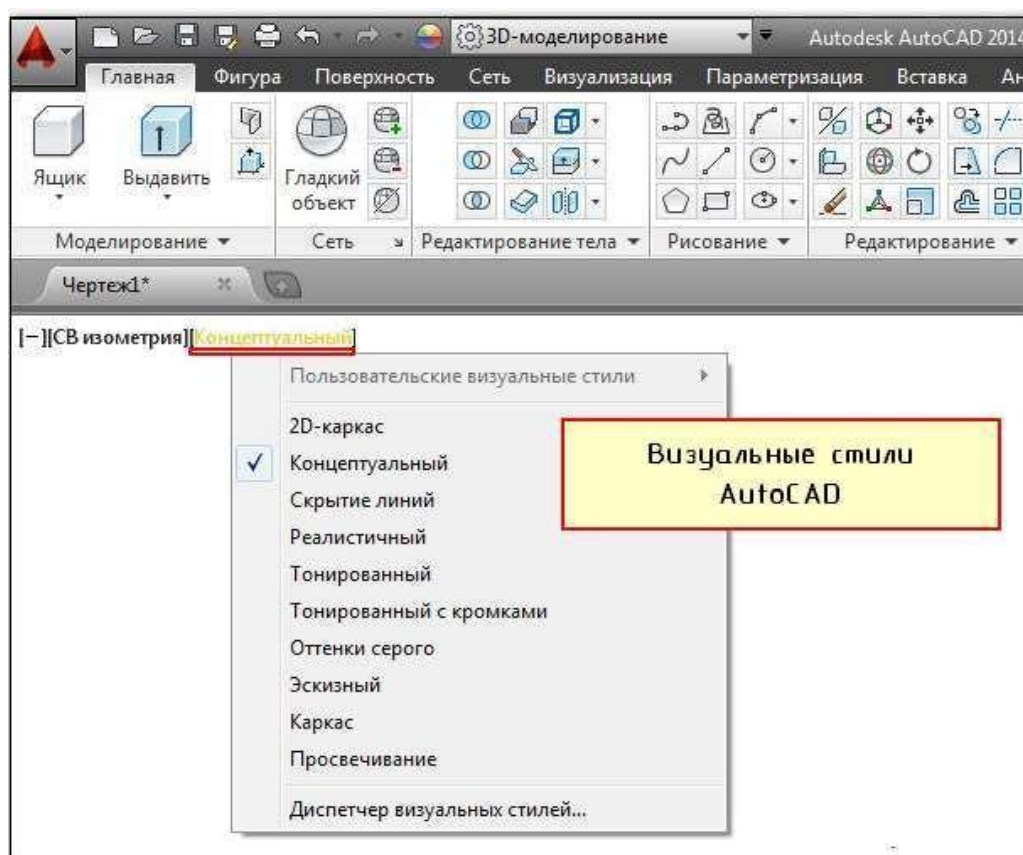 3D-моделирование
Autodesk AutoCAD 2014
Главная Фигура Поверхность Сеть Визуализация Параметризация Вставка Ан
Ящик
Выдавить
Гладкий
объект
Моделирование
Сеть
Редактирование тела
Рисование
Редактирование
Чертеж1*
[−][СВ изометрия][Концептуальный]
Пользовательские визуальные стили
2D-каркас
Концептуальный
Скрытие линий
Реалистичный
Тонированный
Тонированный с кромками
Оттенки серого
Эскизный
Каркас
Просвечивание
Диспетчер визуальных стилей...
Визуальные стили
AutoCAD